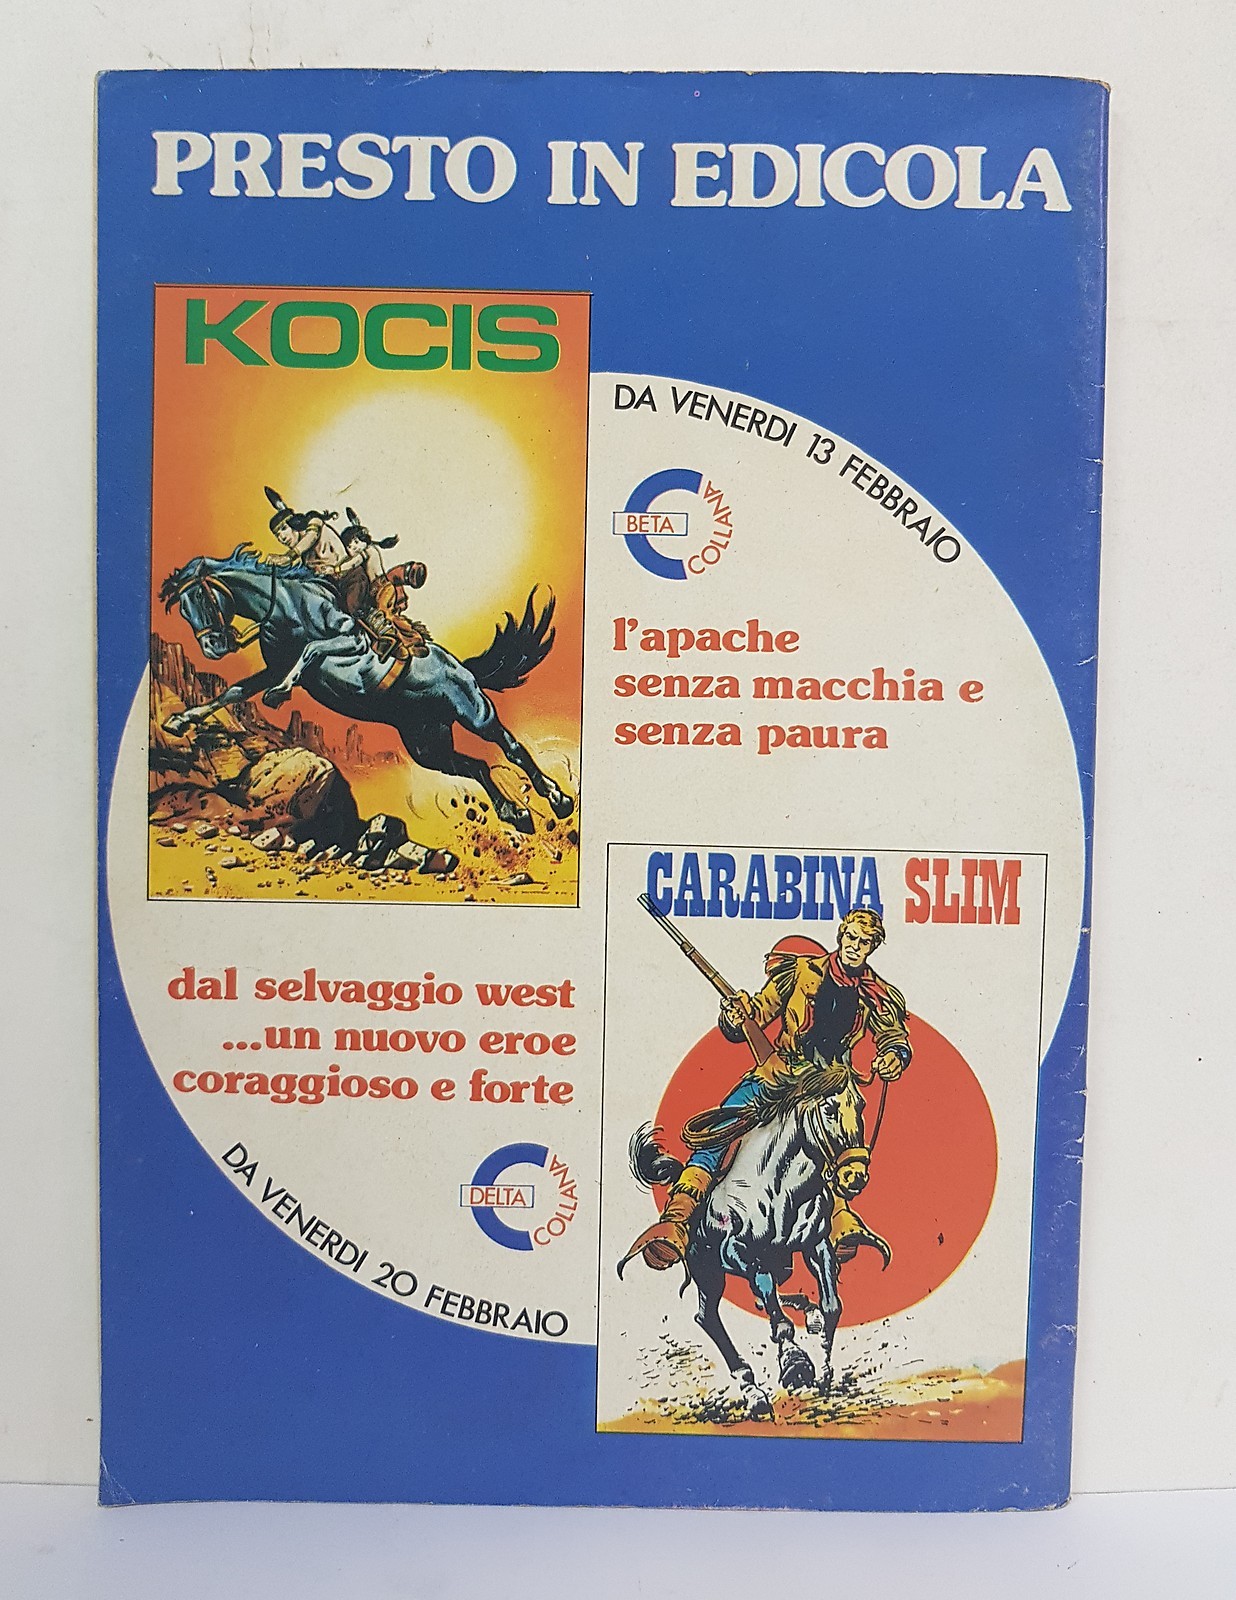 PRESTO IN EDICOLA
KOCIS
DA VENERDI 13 FEBBRAIO
BETA
COLLANA
l'apache
senza macchia e
senza paura
CARABINA SLIM
dal selvaggio west
...un nuovo eroe
coraggioso e forte
DELTA
COLLANA
DA VENERDI 20 FEBBRAIO